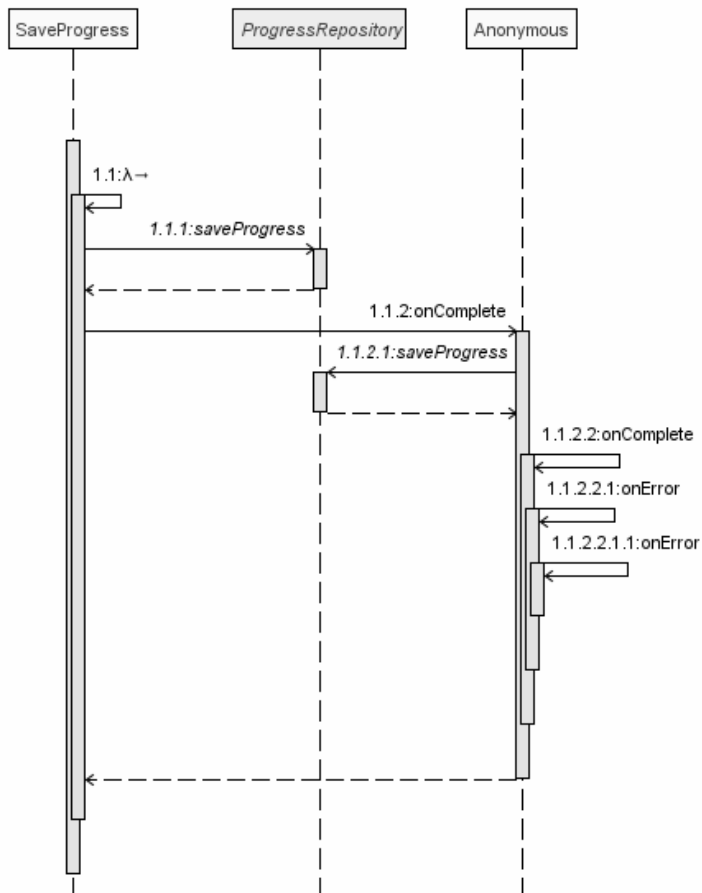 SaveProgress
ProgressRepository
Anonymous
1.1:λ→
1.1.1:saveProgress
1.1.2:onComplete
1.1.2.1:saveProgress
1.1.2.2:onComplete
1.1.2.2.1:onError
1.1.2.2.1.1:onError